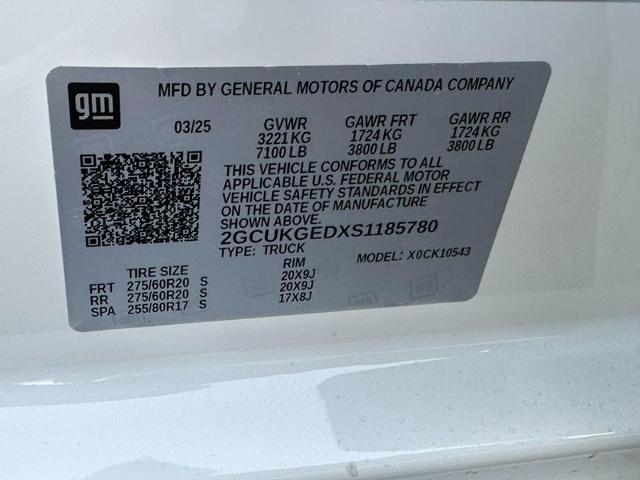 gm
MFD BY GENERAL MOTORS OF CANADA COMPANY
03/25 GVWR GAWR FRT GAWR RR
3221 KG 1724 KG 1724 KG
7100 LB 3800 LB 3800 LB
THIS VEHICLE CONFORMS TO ALL
APPLICABLE U.S. FEDERAL MOTOR
VEHICLE SAFETY STANDARDS IN EFFECT
ON THE DATE OF MANUFACTURE
SHOWN ABOVE.
2GCUKGEDXS1185780
TYPE: TRUCK MODEL: X0CK10543
TIRE SIZE RIM
FRT 275/60R20 S 20X9J
RR 275/60R20 S 20X9J
SPA 255/80R17 S 17X8J